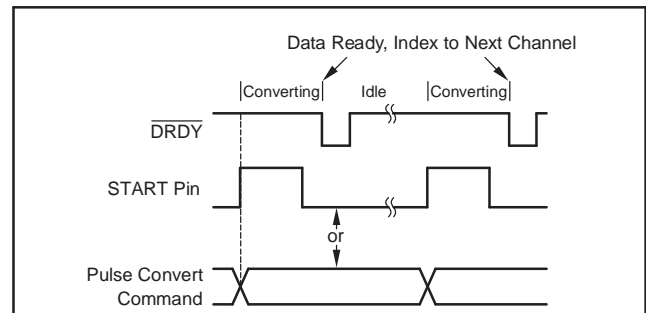 Data Ready, Index to Next Channel
Converting Idle Converting
DRDY
START Pin
or
Pulse Convert
Command